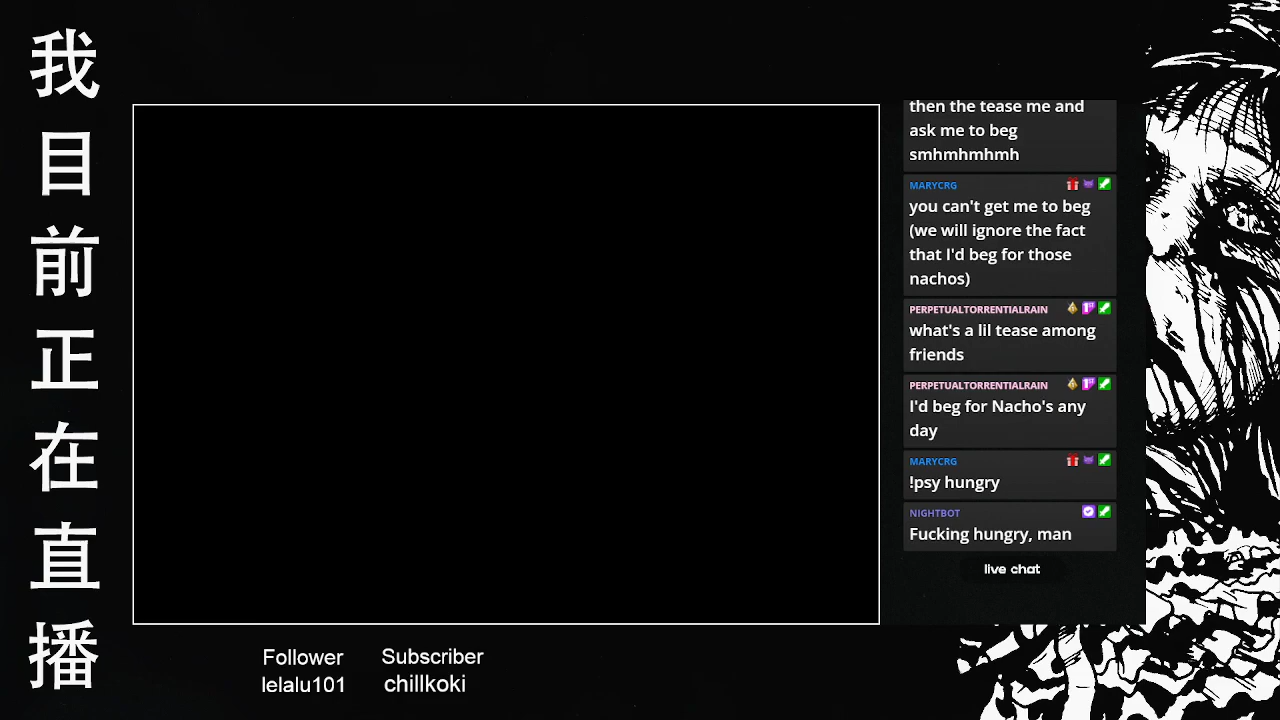 我
目
前
正
在
直
播
then the tease me and
ask me to beg
smhmhmhmh
MARYCRG
you can't get me to beg
(we will ignore the fact
that I'd beg for those
nachos)
PERPETUALTORRENTIALRAIN
what's a lil tease among
friends
PERPETUALTORRENTIALRAIN
I'd beg for Nacho's any
day
MARYCRG
!psy hungry
NIGHTBOT
Fucking hungry, man
live chat
Follower
lelalu101
Subscriber
chillkoki